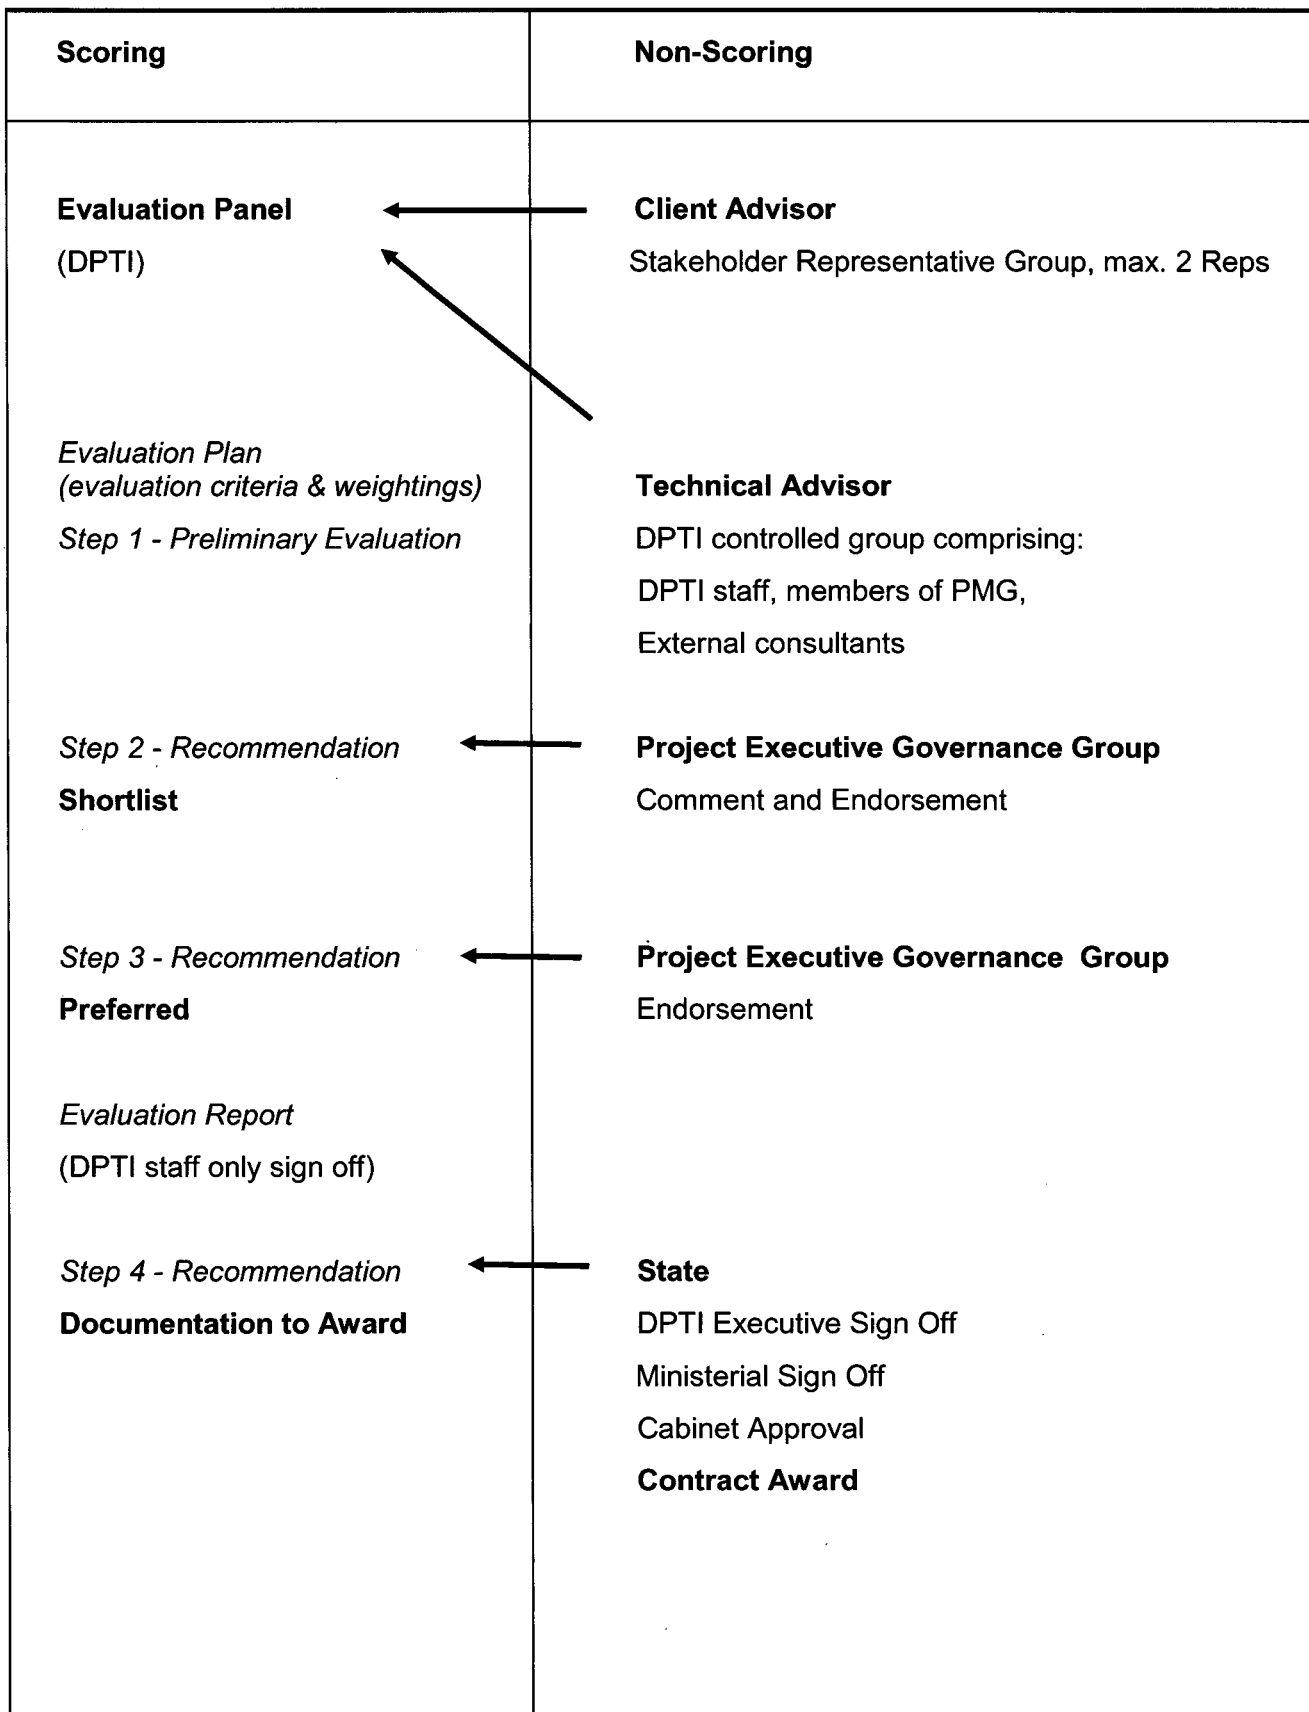 Scoring
Non-Scoring
Evaluation Panel
Client Advisor
(DPTI)
Stakeholder Representative Group, max. 2 Reps
Evaluation Plan
(evaluation criteria & weightings)
Technical Advisor
Step 1 - Preliminary Evaluation
DPTI controlled group comprising:
DPTI staff, members of PMG,
External consultants
Step 2 - Recommendation
Project Executive Governance Group
Shortlist
Comment and Endorsement
Step 3 - Recommendation
Project Executive Governance Group
Preferred
Endorsement
Evaluation Report
(DPTI staff only sign off)
Step 4 - Recommendation
State
Documentation to Award
DPTI Executive Sign Off
Ministerial Sign Off
Cabinet Approval
Contract Award